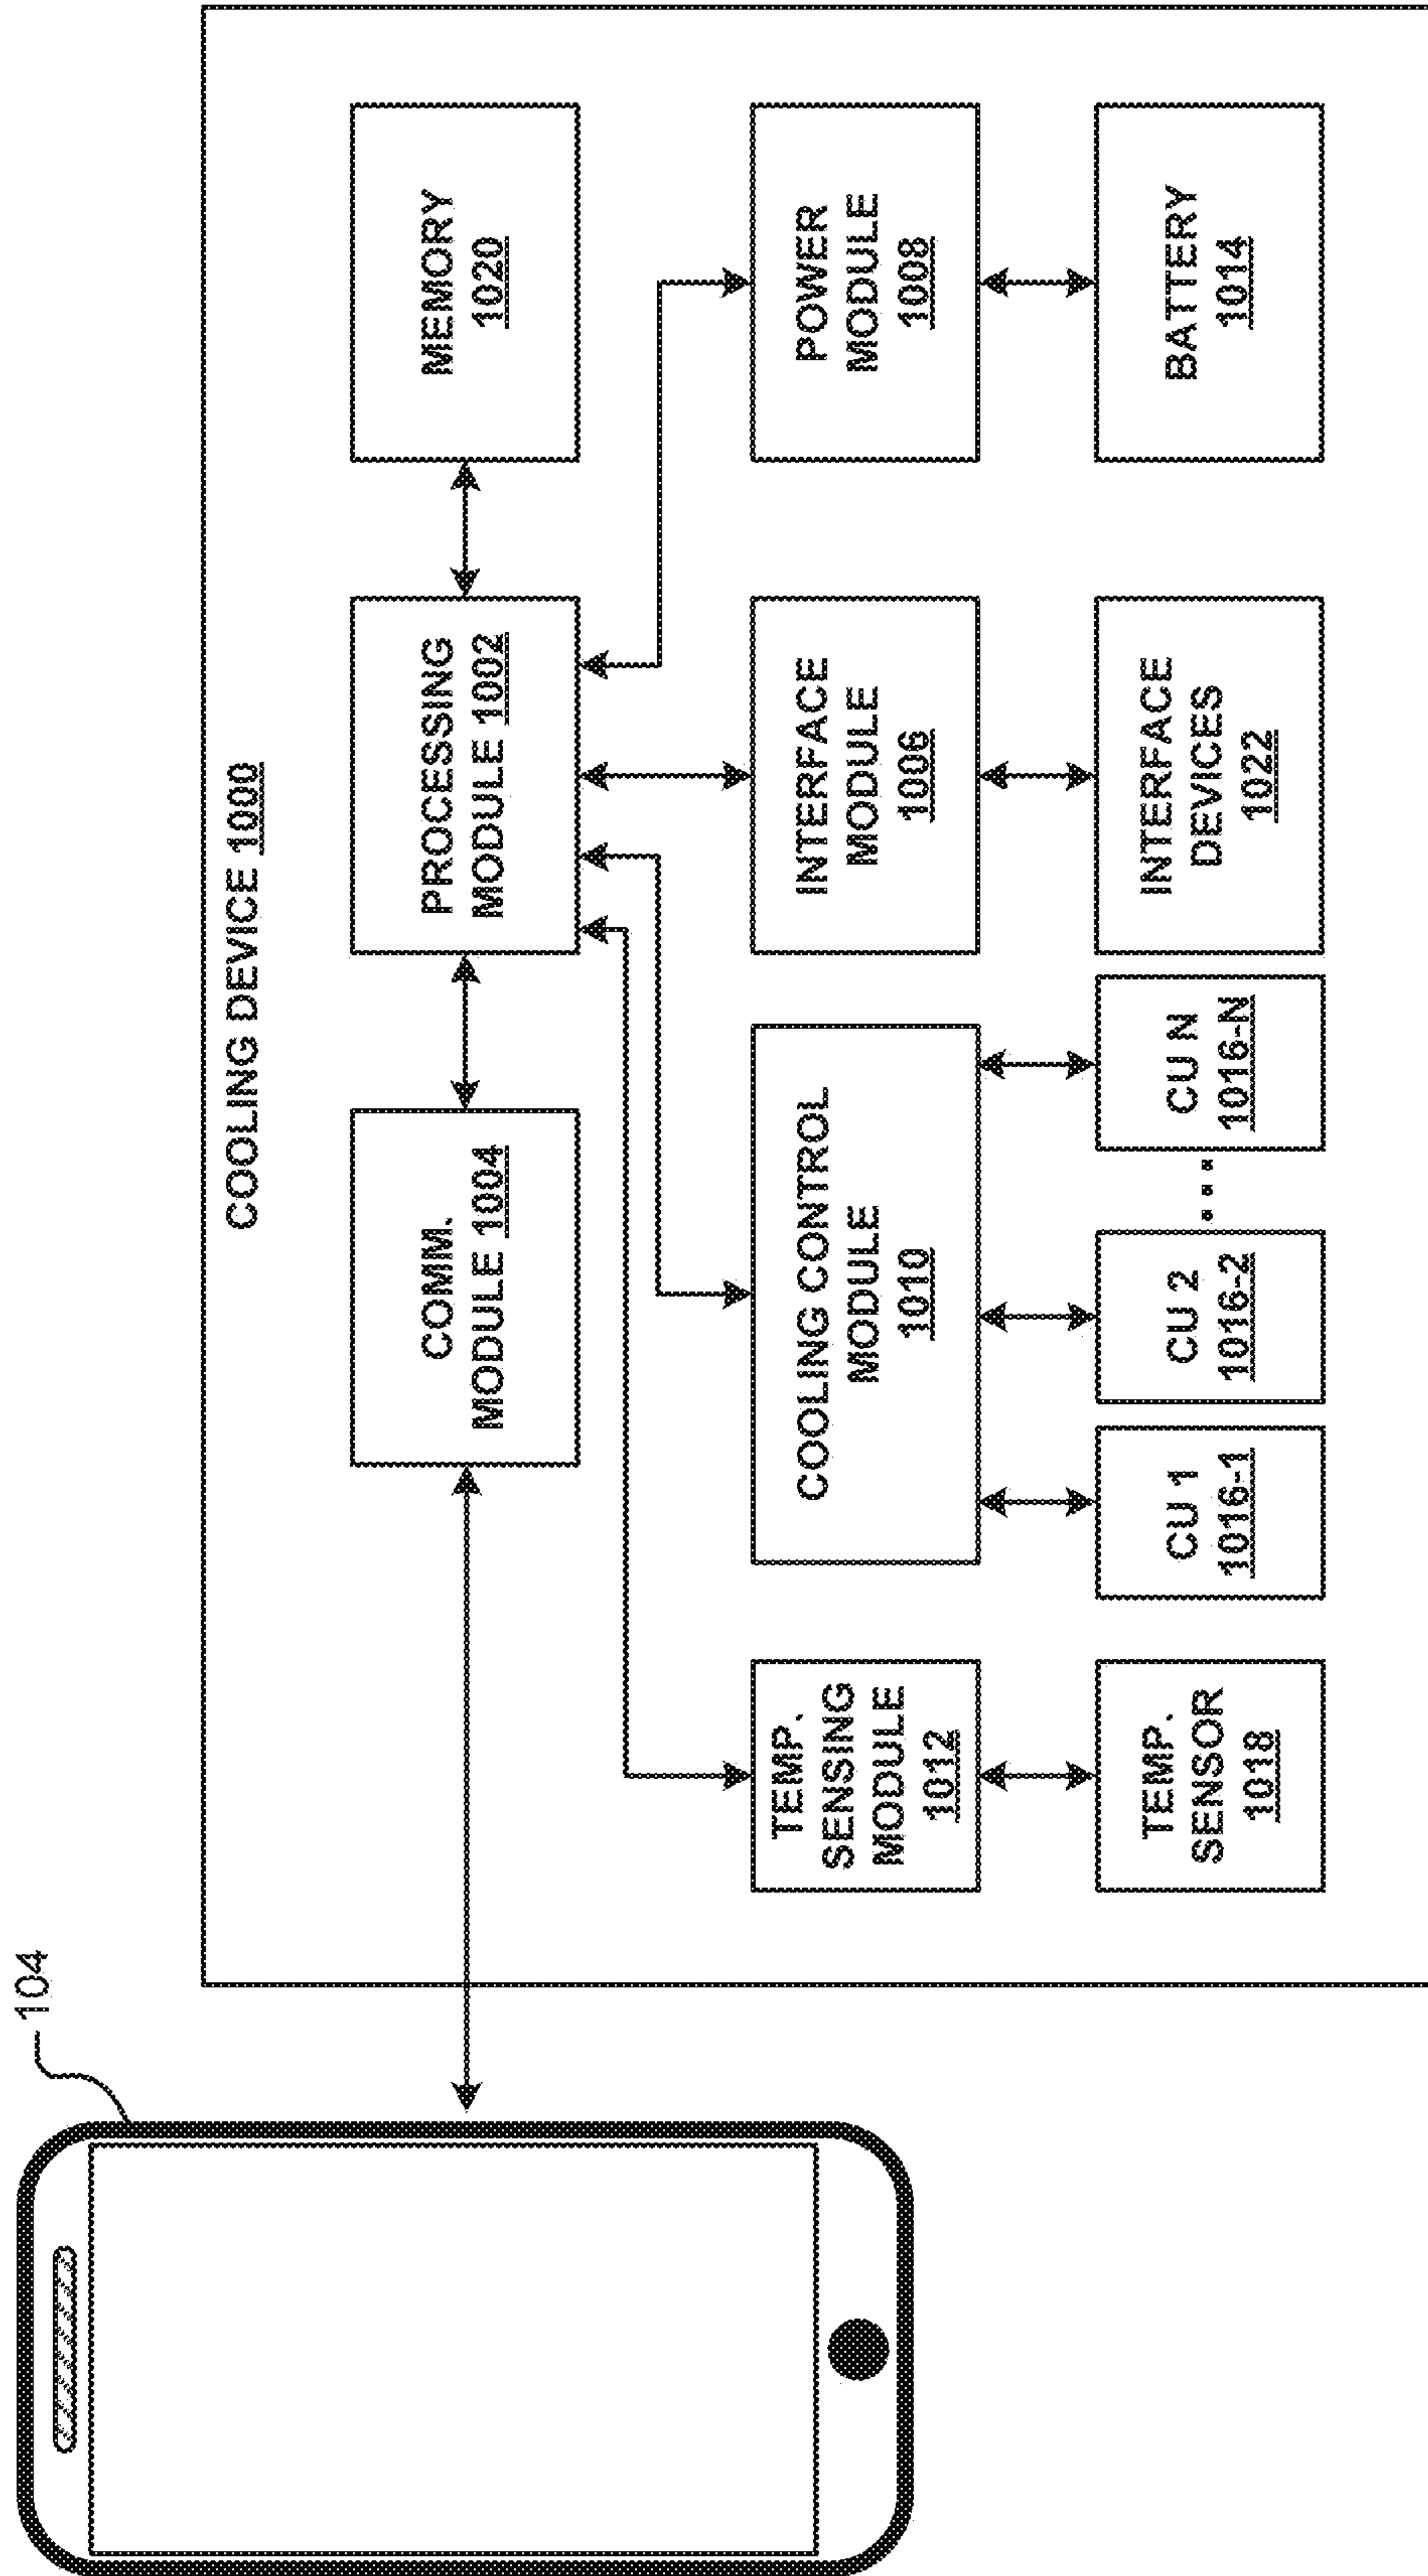 104
COOLING DEVICE 1000
COMM.
MODULE 1004
PROCESSING
MODULE 1002
MEMORY
1020
TEMP.
SENSING
MODULE
1012
COOLING CONTROL
MODULE
1010
INTERFACE
MODULE
1006
POWER
MODULE
1008
TEMP.
SENSOR
1018
CU 1
1016-1
CU 2
1016-2
...
CU N
1016-N
INTERFACE
DEVICES
1022
BATTERY
1014